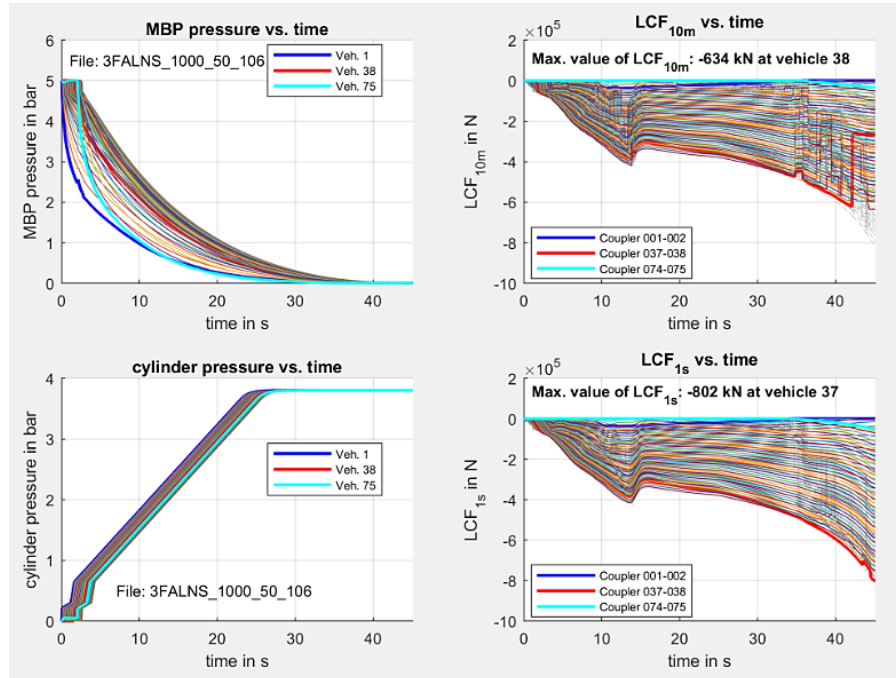 MBP pressure vs. time
File: 3FALNS_1000_50_106
Veh. 1
Veh. 38
Veh. 75
MBP pressure in bar
6
5
4
3
2
1
0
0 10 20 30 40
time in s
LCF10m vs. time
×10^5
Max. value of LCF10m: -634 kN at vehicle 38
LCF10m in N
2
0
-2
-4
-6
-8
-10
Coupler 001-002
Coupler 037-038
Coupler 074-075
0 10 20 30 40
time in s
cylinder pressure vs. time
cylinder pressure in bar
4
3
2
1
0
Veh. 1
Veh. 38
Veh. 75
File: 3FALNS_1000_50_106
0 10 20 30 40
time in s
LCF1s vs. time
×10^5
Max. value of LCF1s: -802 kN at vehicle 37
LCF1s in N
2
0
-2
-4
-6
-8
-10
Coupler 001-002
Coupler 037-038
Coupler 074-075
0 10 20 30 40
time in s